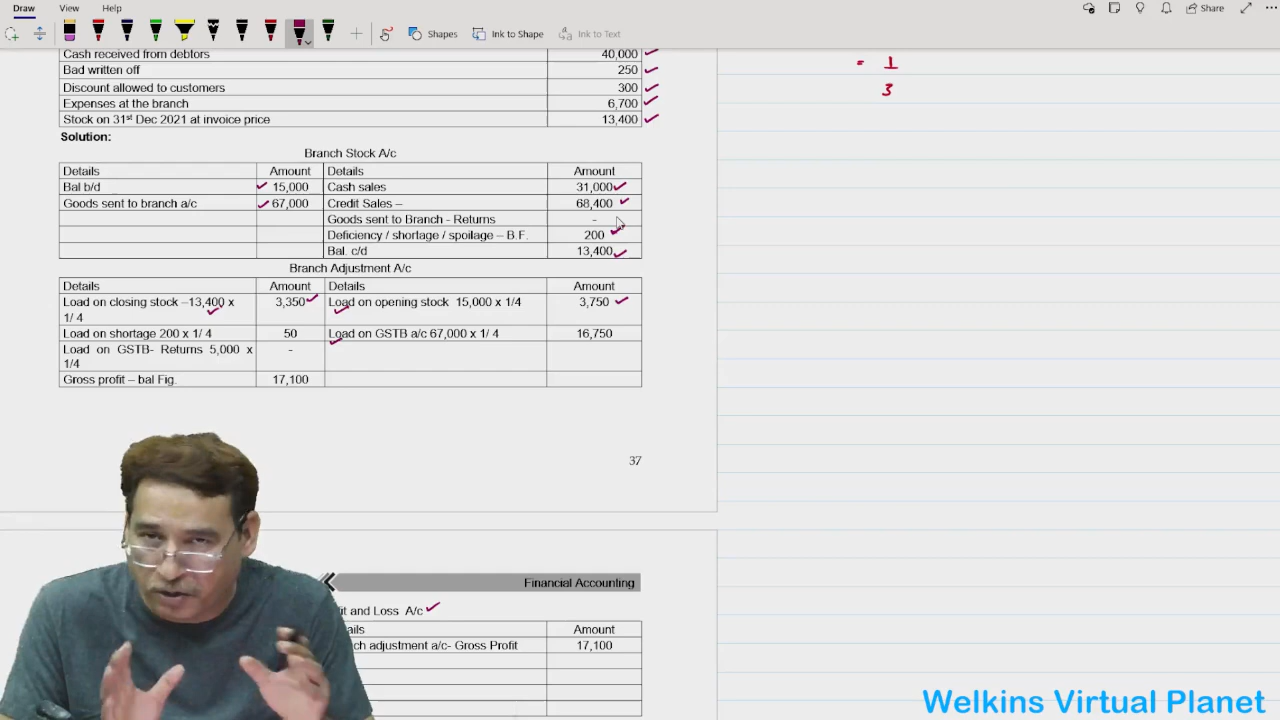 Draw View Help
Shapes Ink to Shape Ink to Text Share
Cash received from debtors 40,000
Bad written off 250
Discount allowed to customers 300
Expenses at the branch 6,700
Stock on 31st Dec 2021 at invoice price 13,400
Solution:
Branch Stock A/c
Details Amount Details Amount
Bal b/d 15,000 Cash sales 31,000
Goods sent to branch a/c 67,000 Credit Sales – 68,400
Goods sent to Branch - Returns -
Deficiency / shortage / spoilage – B.F. 200
Bal. c/d 13,400
Branch Adjustment A/c
Details Amount Details Amount
Load on closing stock –13,400 x 3,350 Load on opening stock 15,000 x 1/4 3,750
1/ 4
Load on shortage 200 x 1/ 4 50 Load on GSTB a/c 67,000 x 1/ 4 16,750
Load on GSTB- Returns 5,000 x -
1/4
Gross profit – bal Fig. 17,100
37
Financial Accounting
and Loss A/c
Amount
adjustment a/c- Gross Profit 17,100
= 1
3
Welkins Virtual Planet